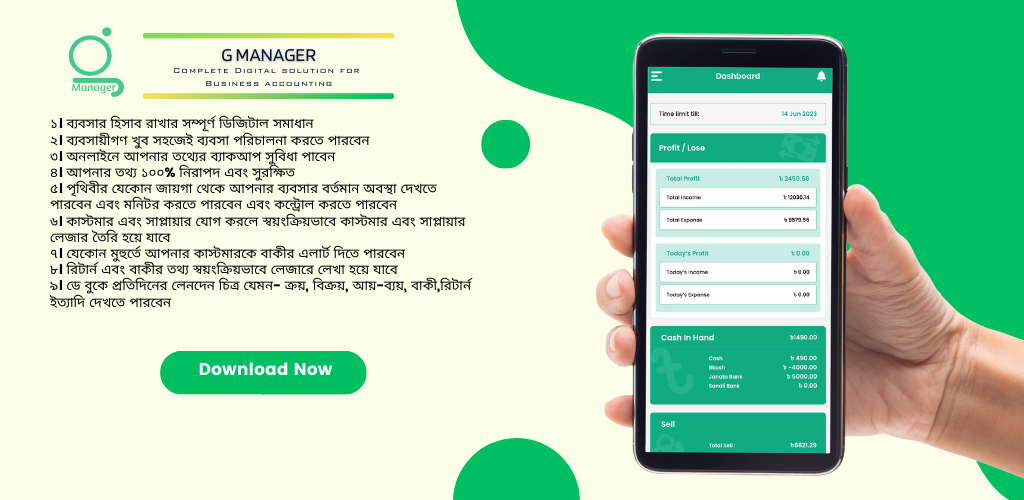 Manager
G MANAGER
Complete Digital solution for
Business accounting
১। ব্যবসার হিসাব রাখার সম্পূর্ণ ডিজিটাল সমাধান
২। ব্যবসায়ীগণ খুব সহজেই ব্যবসা পরিচালনা করতে পারবেন
৩। অনলাইনে আপনার তথ্যের ব্যাকআপ সুবিধা পাবেন
৪। আপনার তথ্য ১০০% নিরাপদ এবং সুরক্ষিত
৫। পৃথিবীর যেকোন জায়গা থেকে আপনার ব্যবসার বর্তমান অবস্থা দেখতে
পারবেন এবং মনিটর করতে পারবেন এবং কন্ট্রোল করতে পারবেন
৬। কাস্টমার এবং সাপ্লায়ার যোগ করলে স্বয়ংক্রিয়ভাবে কাস্টমার এবং সাপ্লায়ার
লেজার তৈরি হয়ে যাবে
৭। যেকোন মুহুর্তে আপনার কাস্টমারকে বাকীর এলার্ট দিতে পারবেন
৮। রিটার্ন এবং বাকীর তথ্য স্বয়ংক্রিয়ভাবে লেজারে লেখা হয়ে যাবে
৯। ডে বুকে প্রতিদিনের লেনদেন চিত্র যেমন- ক্রয়, বিক্রয়, আয়-ব্যয়, বাকী,রিটার্ন
ইত্যাদি দেখতে পারবেন
Download Now
Dashboard
Time limit till: 14 Jun 2023
Profit / Lose
Total Profit ৳ 2450.58
Total Income ৳ 12030.14
Total Expense ৳ 9579.56
Today's Profit ৳ 0.00
Today's Income ৳ 0.00
Today's Expense ৳ 0.00
Cash In Hand ৳1490.00
Cash ৳ 490.00
Bkash ৳ -4000.00
Janata Bank ৳ 5000.00
Sonali Bank ৳ 0.00
Sell
Total Sell : ৳8821.29